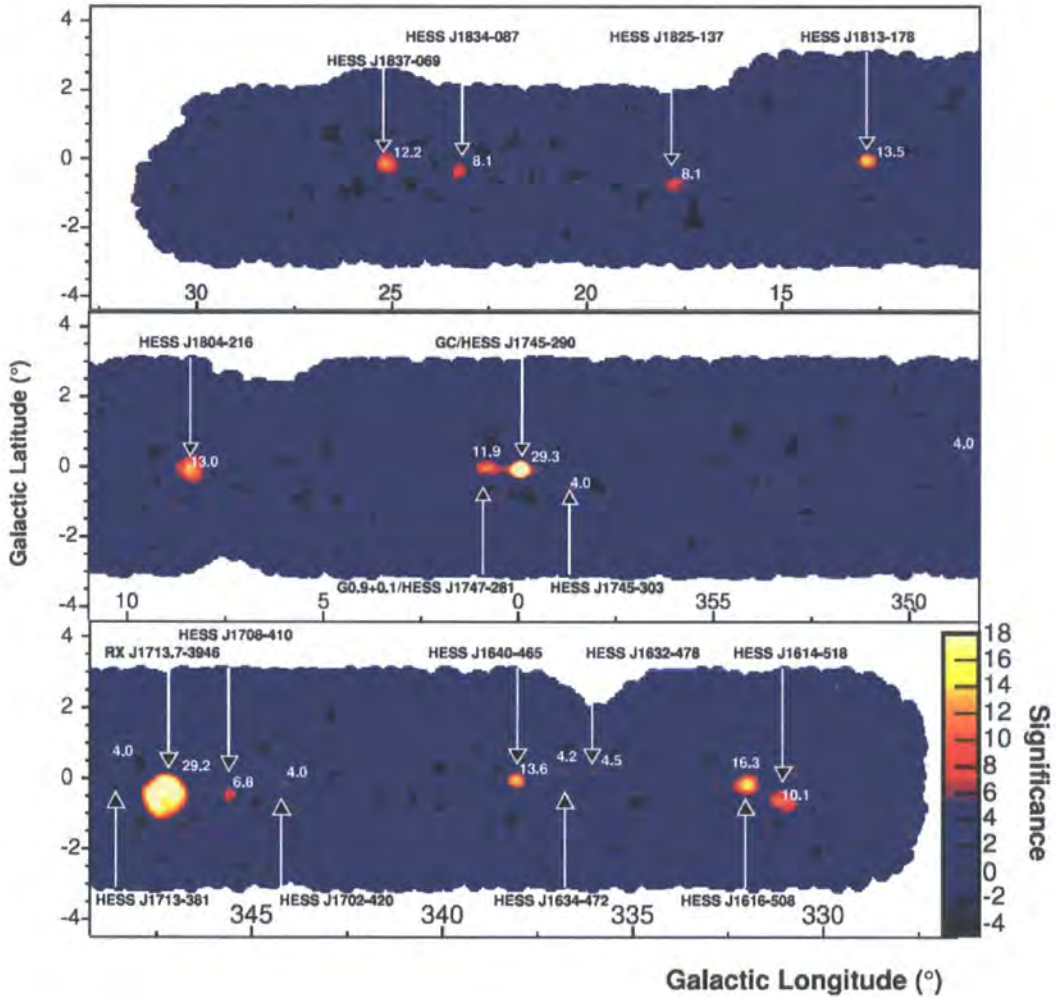 4
2
0
-2
-4
HESS J1834-087
HESS J1825-137
HESS J1813-178
HESS J1837-069
12.2
8.1
8.1
13.5
30
25
20
15
Galactic Latitude (°)
4
2
0
-2
-4
HESS J1804-216
GC/HESS J1745-290
13.0
11.9
29.3
4.0
4.0
G0.9+0.1/HESS J1747-281
HESS J1745-303
10
5
0
355
350
4
2
0
-2
-4
HESS J1708-410
RX J1713.7-3946
HESS J1640-465
HESS J1632-478
HESS J1614-518
4.0
29.2
6.8
4.0
13.6
4.2
4.5
16.3
10.1
HESS J1713-381
HESS J1702-420
HESS J1634-472
HESS J1616-508
345
340
335
330
18
16
14
12
10
8
6
4
2
0
-2
-4
Significance
Galactic Longitude (°)